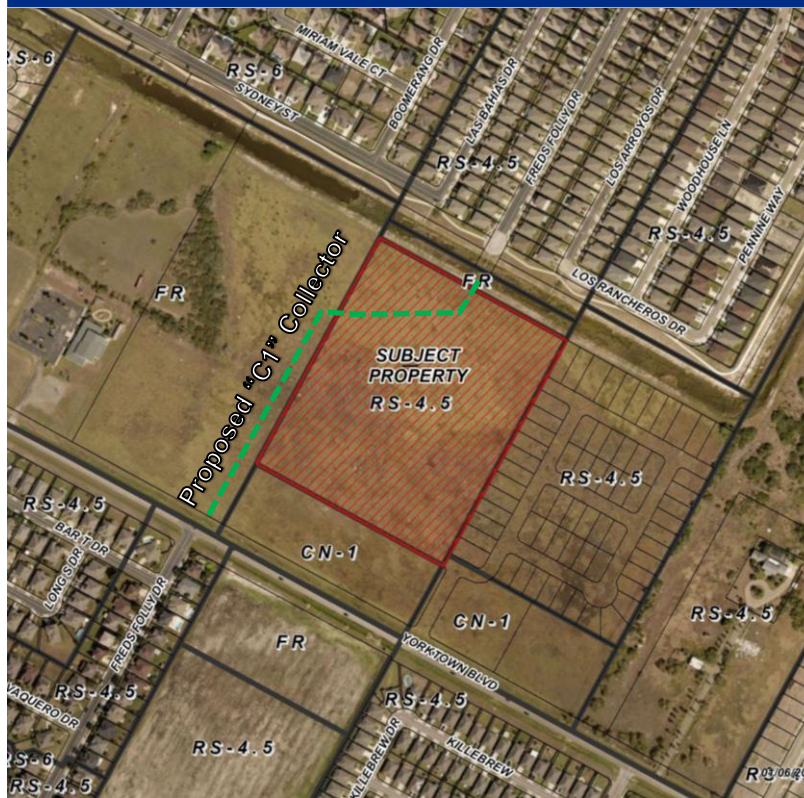 RS-6
MIRIAM VALE CT
BOOMERANG DR
RS-6
SYDNEY ST
LAS BAHIAS DR
FREDS FOLLY DR
LOS ARROYOS DR
WOODHOUSE LN
PENNINE WAY
RS-4.5
RS-4.5
LOS RANCHEROS DR
FR
FR
Proposed "C1" Collector
SUBJECT
PROPERTY
RS-4.5
RS-4.5
RS-4.5
BAR T DR
LONG S DR
FREDS FOLLY DR
CN-1
CN-1
RS-4.5
FR
YORKTOWN BLVD
RS-4.5
VAQUERO DR
RS-4.5
RS-4.5
KILLEBREW DR
KILLEBREW
RS-6
RS-4.5